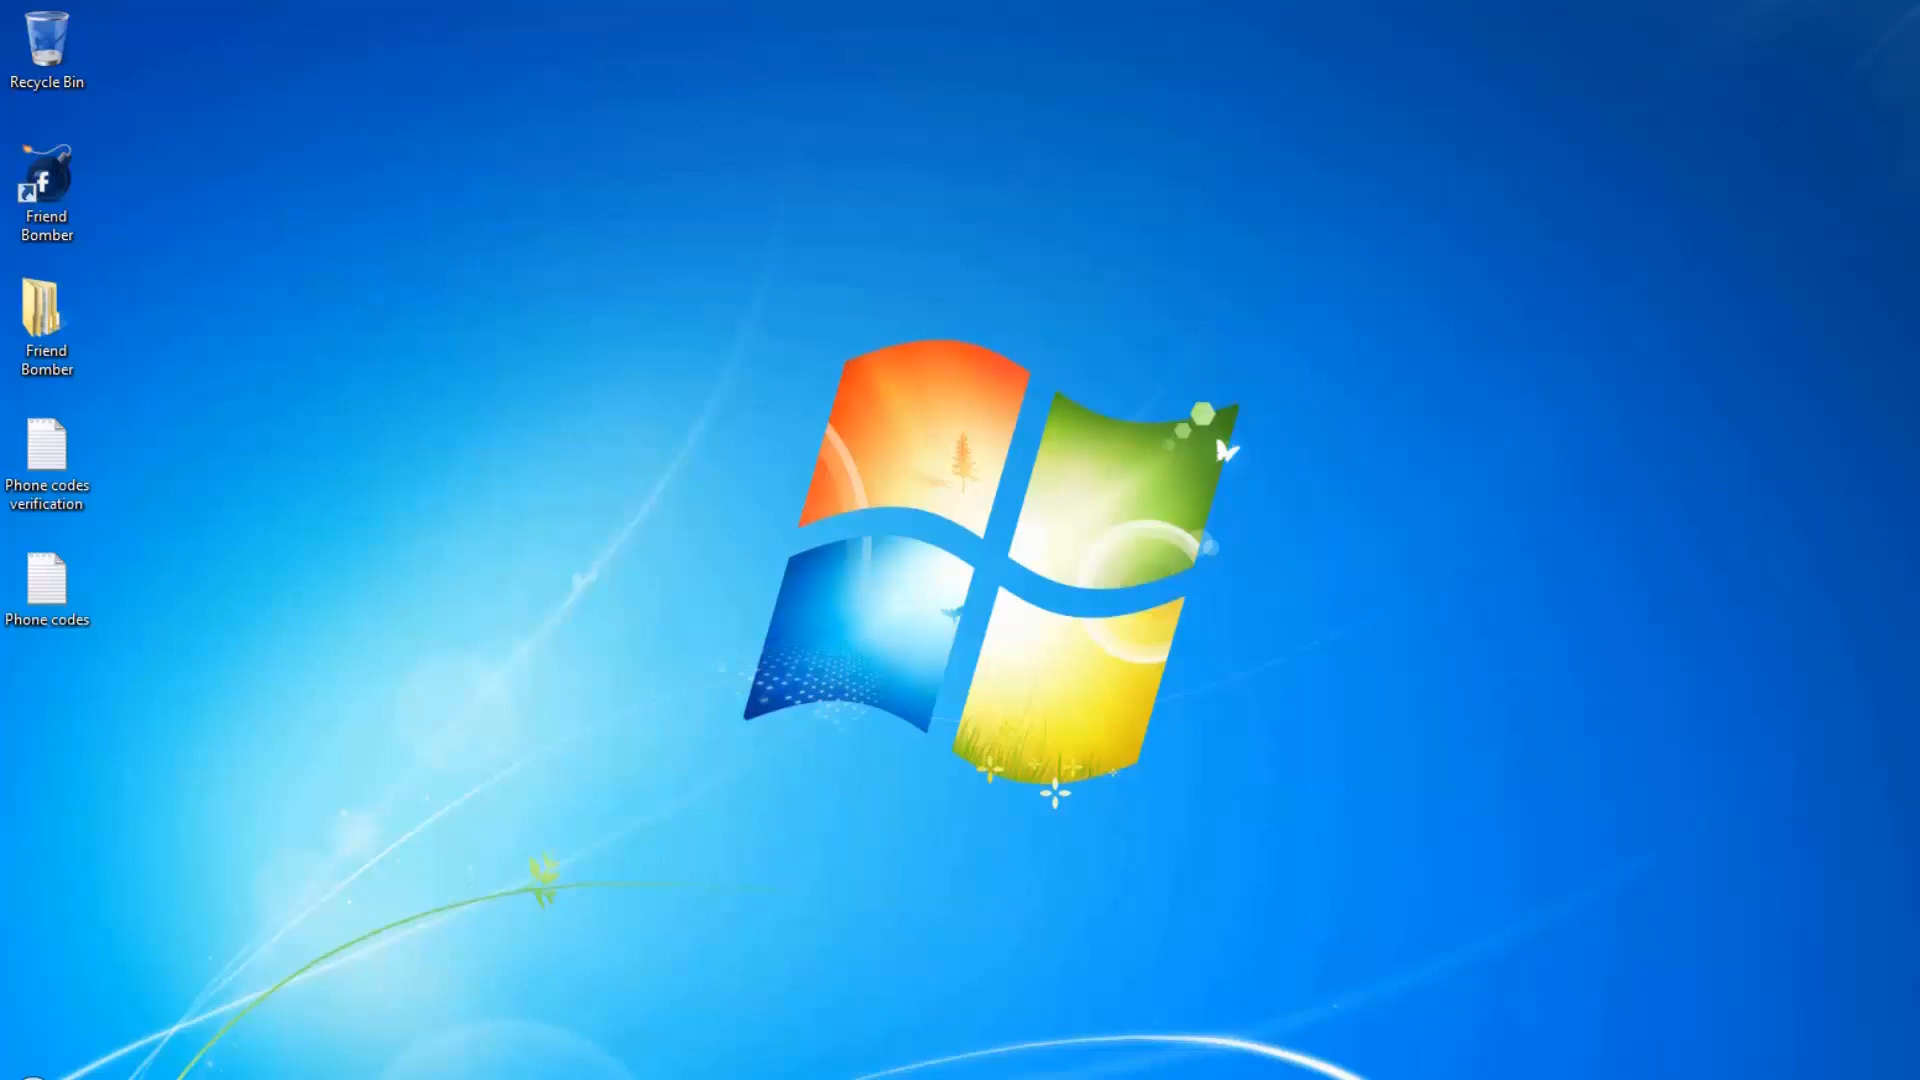 Recycle Bin
f
Friend
Bomber
Friend
Bomber
Phone codes
verification
Phone codes